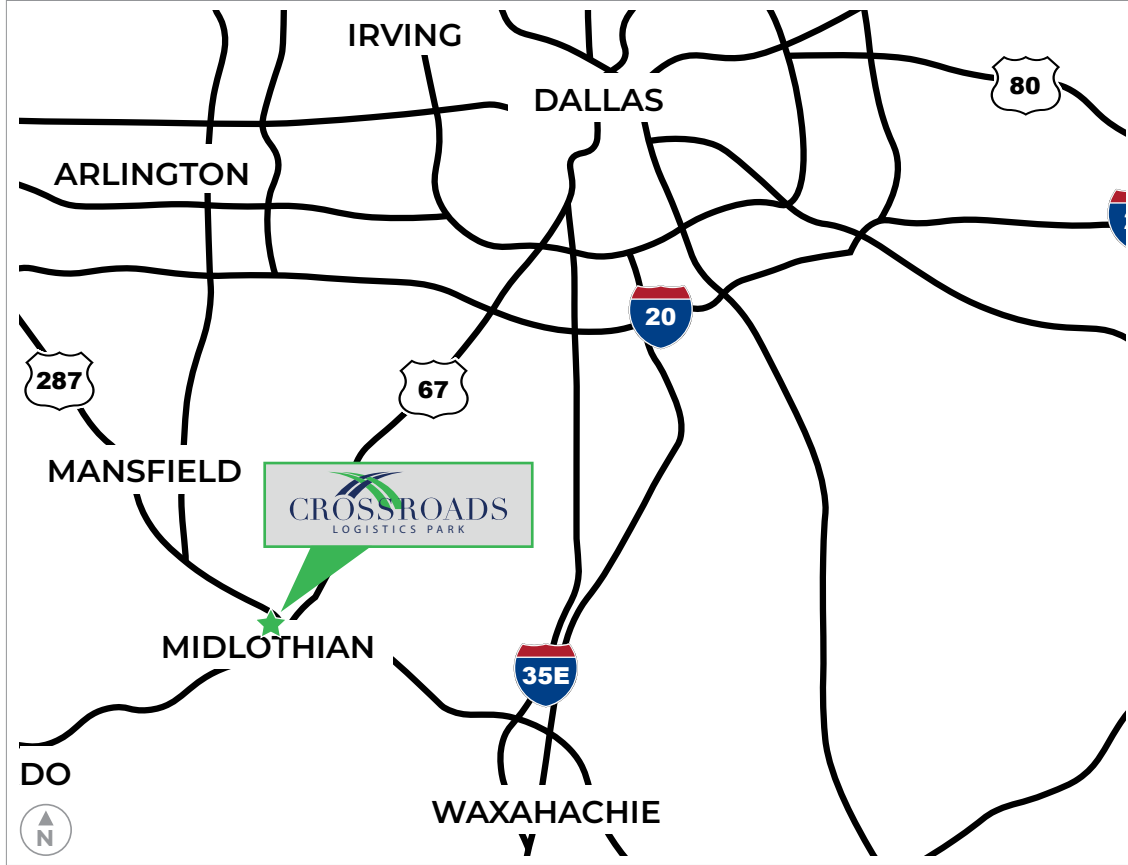 IRVING
80
DALLAS
ARLINGTON
20
287
67
MANSFIELD
CROSSROADS
LOGISTICS PARK
MIDLOTHIAN
35E
DO
WAXAHACHIE
N